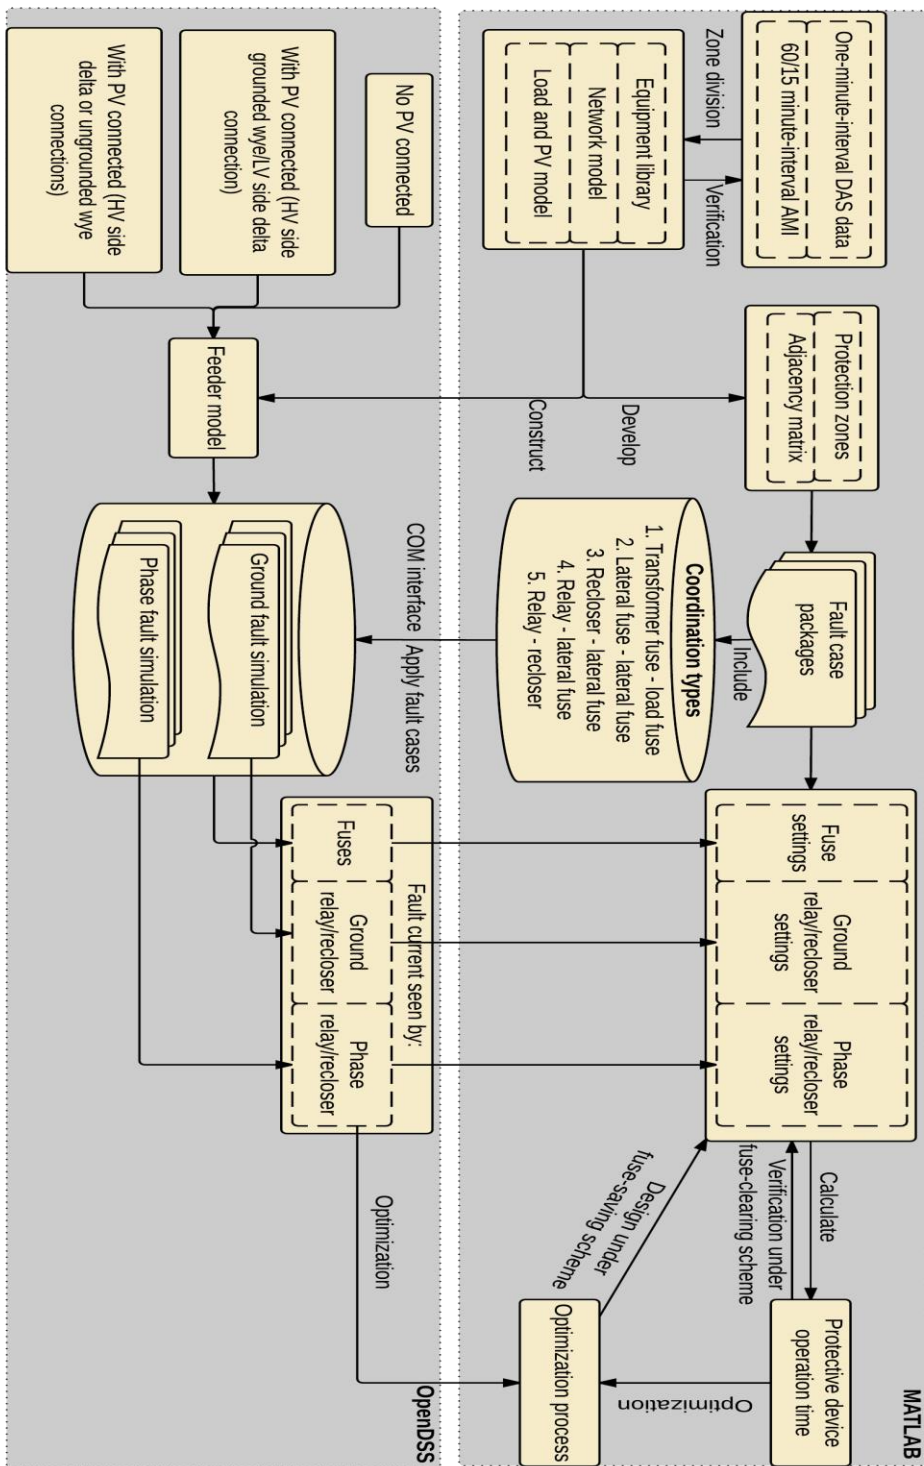 MATLAB
One-minute-interval DAS data
60/15 minute-interval AMI
Zone division
Verification
Equipment library
Network model
Load and PV model
Protection zones
Adjacency matrix
Develop
Construct
Fault case
packages
Include
Coordination types
1. Transformer fuse - load fuse
2. Lateral fuse - lateral fuse
3. Recloser - lateral fuse
4. Relay - lateral fuse
5. Relay - recloser
Fuse
settings
Ground
relay/recloser
settings
Phase
relay/recloser
settings
Calculate
Verification under
fuse-clearing scheme
Protective device
operation time
Optimization
Design under
fuse-saving scheme
Optimization process
COM interface Apply fault cases
OpenDSS
No PV connected
With PV connected (HV side
grounded wye/LV side delta
connection)
With PV connected (HV side
delta or ungrounded wye
connections)
Feeder model
Ground fault simulation
Phase fault simulation
Fault current seen by:
Fuses
Ground
relay/recloser
Phase
relay/recloser
Optimization